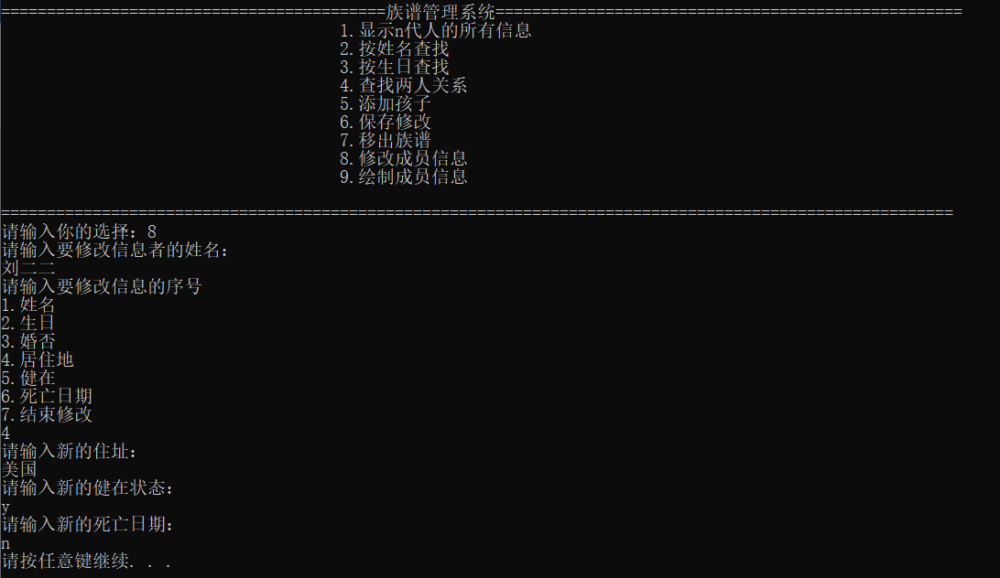 ==========================================族谱管理系统===================================================
1.显示n代人的所有信息
2.按姓名查找
3.按生日查找
4.查找两人关系
5.添加孩子
6.保存修改
7.移出族谱
8.修改成员信息
9.绘制成员信息
========================================================================================================
请输入你的选择：8
请输入要修改信息者的姓名：
刘二二
请输入要修改信息的序号
1.姓名
2.生日
3.婚否
4.居住地
5.健在
6.死亡日期
7.结束修改
4
请输入新的住址：
美国
请输入新的健在状态：
y
请输入新的死亡日期：
n
请按任意键继续. . .